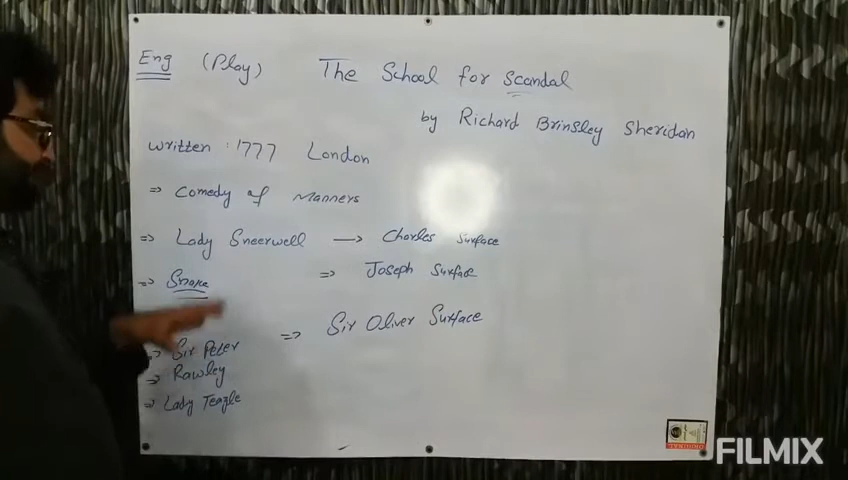 Eng (Play) The School for Scandal
by Richard Brinsley Sheridan
Written : 1777 London
⇒ Comedy of Manners
⇒ Lady Sneerwell → Charles Surface
⇒ Snake ⇒ Joseph Surface
⇒ Sir Oliver Surface
⇒ Sir Peter
⇒ Rawley
⇒ Lady Teazle
FILMIX